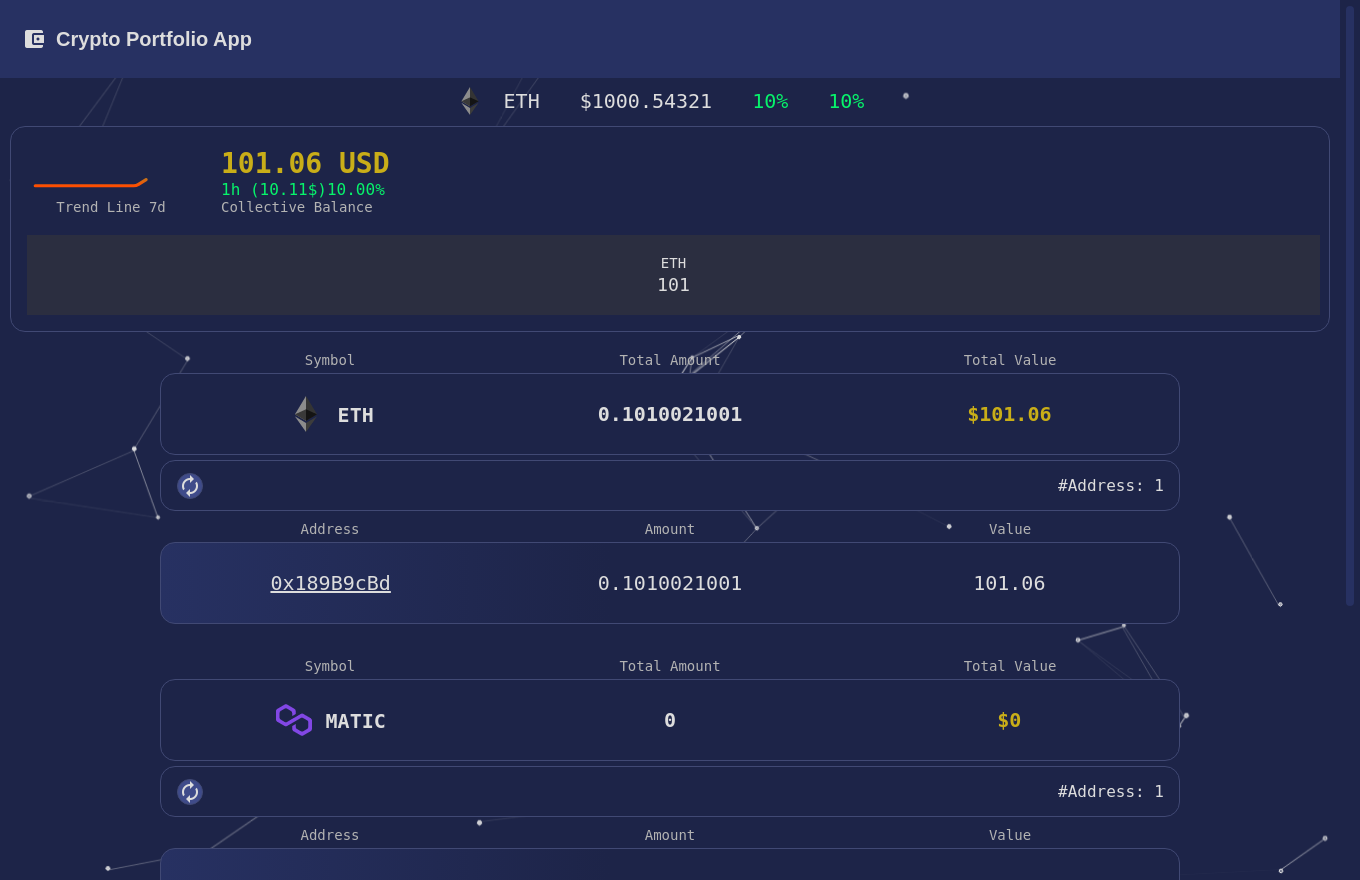 Crypto Portfolio App
ETH $1000.54321 10% 10%
101.06 USD
1h (10.11$)10.00%
Trend Line 7d Collective Balance
ETH
101
Symbol Total Amount Total Value
ETH 0.1010021001 $101.06
#Address: 1
Address Amount Value
0x189B9cBd 0.1010021001 101.06
Symbol Total Amount Total Value
MATIC 0 $0
#Address: 1
Address Amount Value